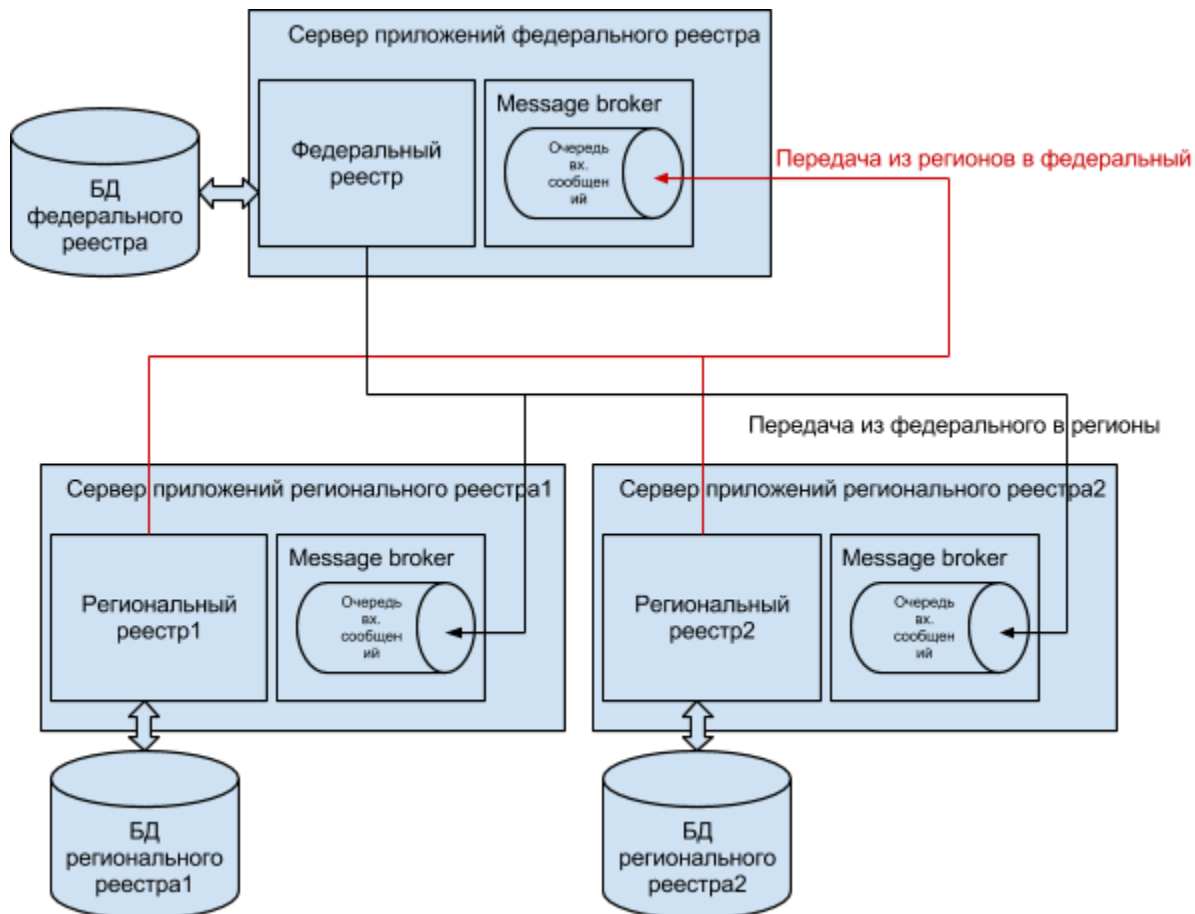 Сервер приложений федерального реестра
Федеральный
реестр
Message broker
Очередь
вх.
сообщен
ий
БД
федерального
реестра
Передача из регионов в федеральный
Передача из федерального в регионы
Сервер приложений регионального реестра1
Региональный
реестр1
Message broker
Очередь
вх.
сообщен
ий
БД
регионального
реестра1
Сервер приложений регионального реестра2
Региональный
реестр2
Message broker
Очередь
вх.
сообщен
ий
БД
регионального
реестра2